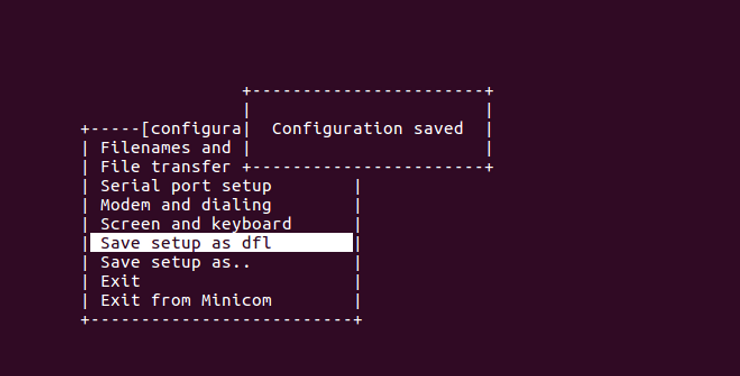 +-----------------------+
|                       |
+-----[configura|  Configuration saved  |
| Filenames and |                       |
| File transfer +-----------------------+
| Serial port setup        |
| Modem and dialing        |
| Screen and keyboard      |
| Save setup as dfl        |
| Save setup as..          |
| Exit                     |
| Exit from Minicom        |
+--------------------------+